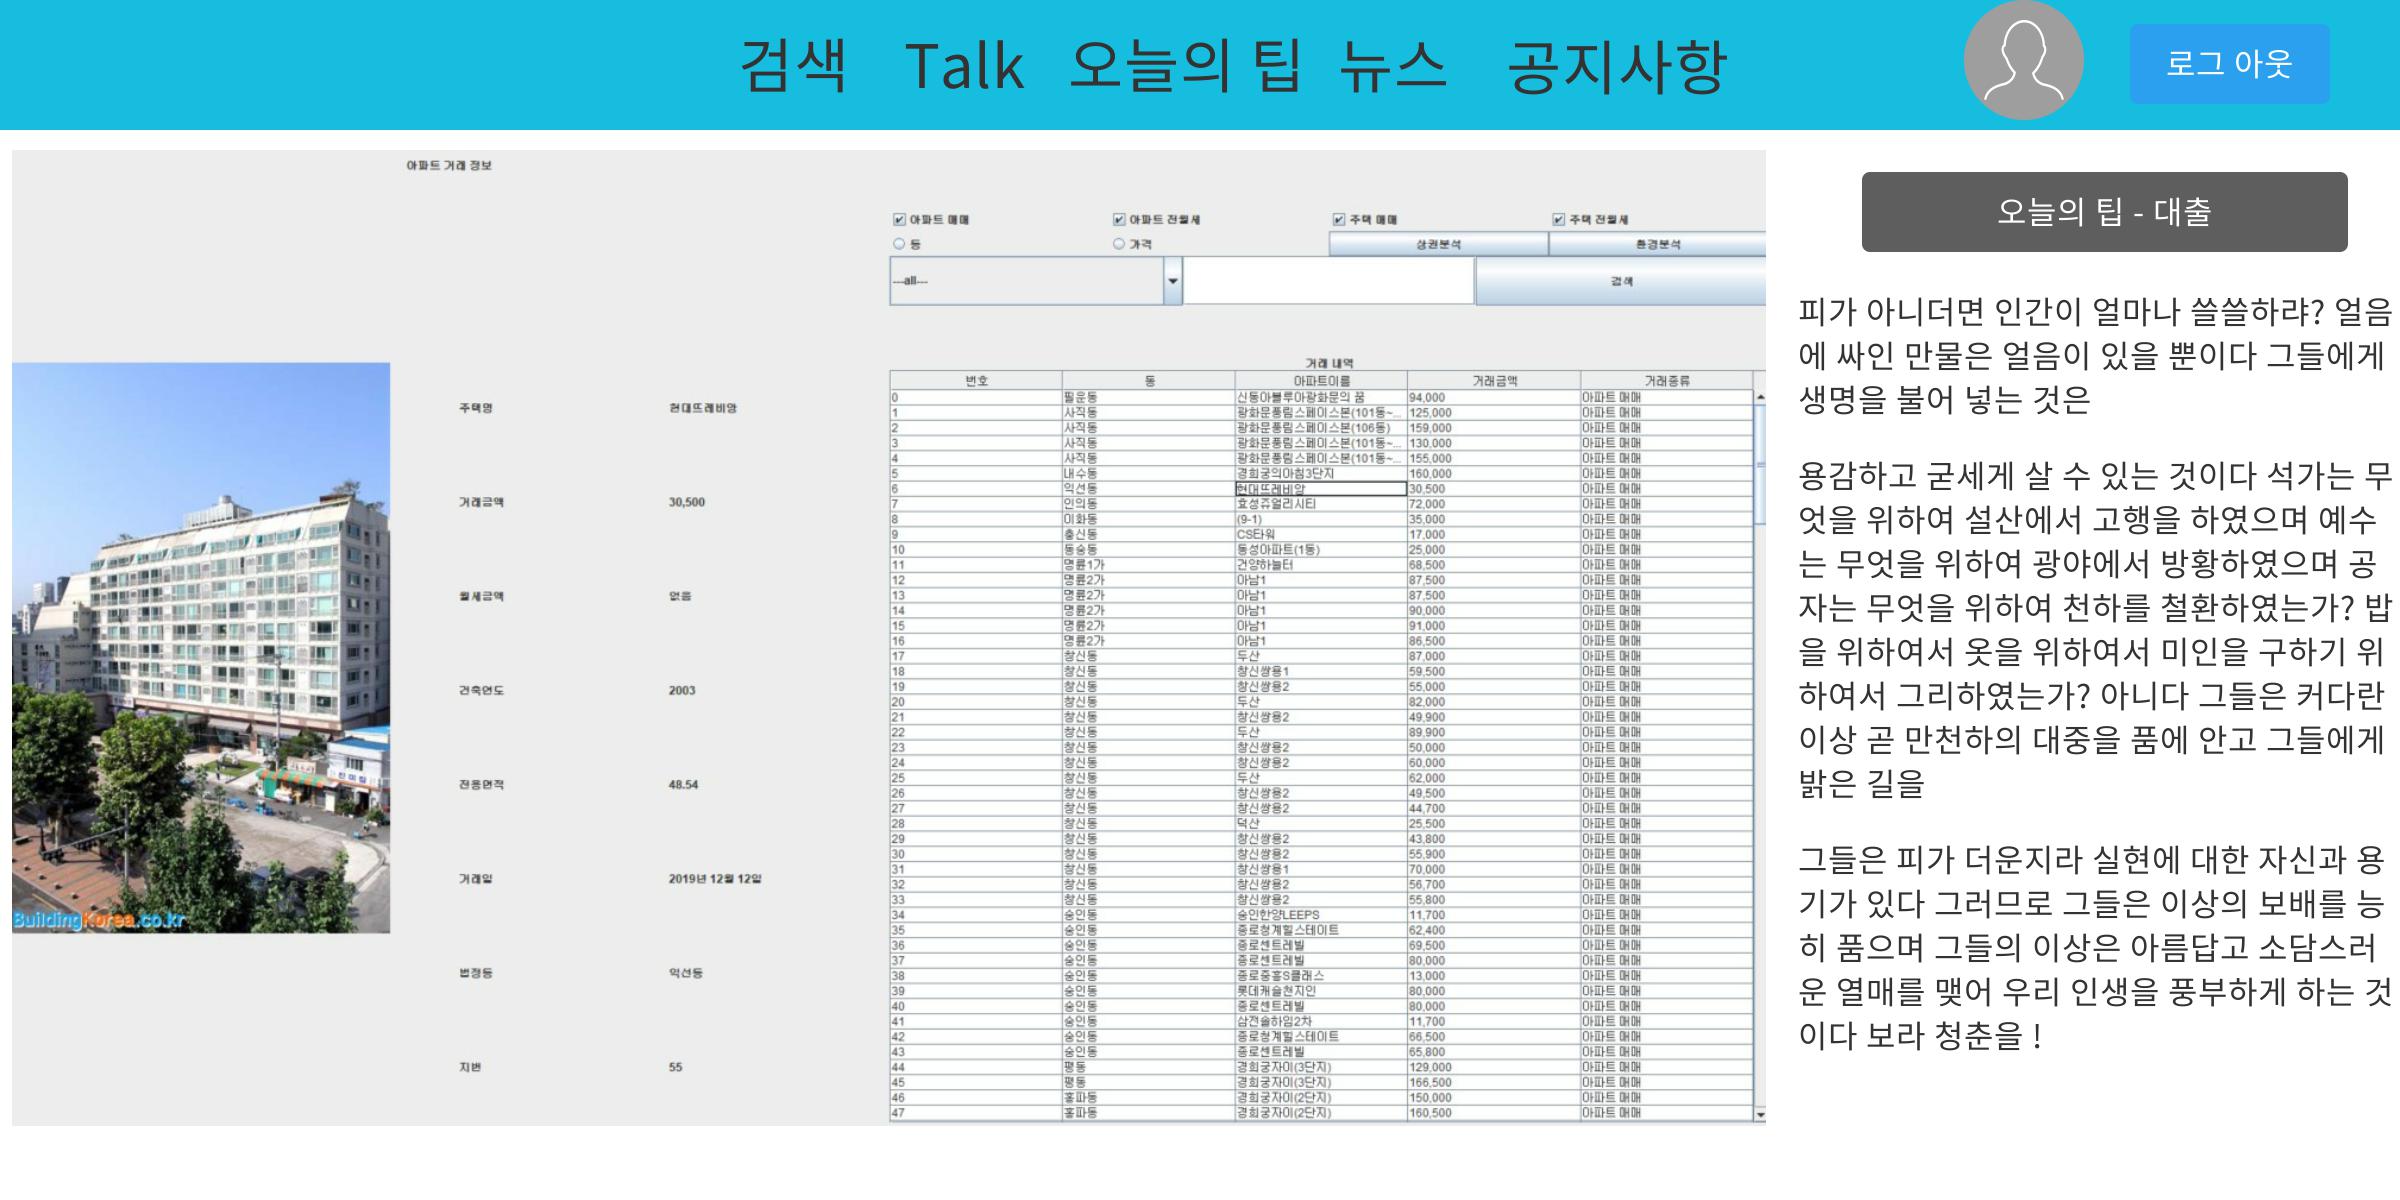 검색 Talk 오늘의 팁 뉴스 공지사항
로그 아웃
아파트 거래 정보
아파트 매매 아파트 전월세 주택 매매 주택 전월세
동 가격 상권분석 환경분석
---all--- 검색
주택명 현대뜨레비앙
거래금액 30,500
월세금액 없음
건축연도 2003
전용면적 48.54
거래일 2019년 12월 12일
법정동 익선동
지번 55
BuildingKorea.co.kr
거래 내역
번호 동 아파트이름 거래금액 거래종류
0 필운동 신동아블루아광화문의 꿈 94,000 아파트 매매
1 사직동 광화문풍림스페이스본(101동~... 125,000 아파트 매매
2 사직동 광화문풍림스페이스본(106동) 159,000 아파트 매매
3 사직동 광화문풍림스페이스본(101동~... 130,000 아파트 매매
4 사직동 광화문풍림스페이스본(101동~... 155,000 아파트 매매
5 내수동 경희궁의아침3단지 160,000 아파트 매매
6 익선동 현대뜨레비앙 30,500 아파트 매매
7 인의동 효성쥬얼리시티 72,000 아파트 매매
8 이화동 (9-1) 35,000 아파트 매매
9 충신동 CS타워 17,000 아파트 매매
10 동숭동 동성아파트(1동) 25,000 아파트 매매
11 명륜1가 건양하늘터 68,500 아파트 매매
12 명륜2가 아남1 87,500 아파트 매매
13 명륜2가 아남1 87,500 아파트 매매
14 명륜2가 아남1 90,000 아파트 매매
15 명륜2가 아남1 91,000 아파트 매매
16 명륜2가 아남1 86,500 아파트 매매
17 창신동 두산 87,000 아파트 매매
18 창신동 창신쌍용1 59,500 아파트 매매
19 창신동 창신쌍용2 55,000 아파트 매매
20 창신동 두산 82,000 아파트 매매
21 창신동 창신쌍용2 49,900 아파트 매매
22 창신동 두산 89,900 아파트 매매
23 창신동 창신쌍용2 50,000 아파트 매매
24 창신동 창신쌍용2 60,000 아파트 매매
25 창신동 두산 62,000 아파트 매매
26 창신동 창신쌍용2 49,500 아파트 매매
27 창신동 창신쌍용2 44,700 아파트 매매
28 창신동 덕산 25,500 아파트 매매
29 창신동 창신쌍용2 43,800 아파트 매매
30 창신동 창신쌍용2 55,900 아파트 매매
31 창신동 창신쌍용1 70,000 아파트 매매
32 창신동 창신쌍용2 56,700 아파트 매매
33 창신동 창신쌍용2 55,800 아파트 매매
34 숭인동 숭인한양LEEPS 11,700 아파트 매매
35 숭인동 종로청계힐스테이트 62,400 아파트 매매
36 숭인동 종로센트레빌 69,500 아파트 매매
37 숭인동 종로센트레빌 80,000 아파트 매매
38 숭인동 종로중흥S클래스 13,000 아파트 매매
39 숭인동 롯데캐슬천지인 80,000 아파트 매매
40 숭인동 종로센트레빌 80,000 아파트 매매
41 숭인동 삼전솔하임2차 11,700 아파트 매매
42 숭인동 종로청계힐스테이트 66,500 아파트 매매
43 숭인동 종로센트레빌 65,800 아파트 매매
44 평동 경희궁자이(3단지) 129,000 아파트 매매
45 평동 경희궁자이(3단지) 166,500 아파트 매매
46 홍파동 경희궁자이(2단지) 150,000 아파트 매매
47 홍파동 경희궁자이(2단지) 160,500 아파트 매매
오늘의 팁 - 대출
피가 아니더면 인간이 얼마나 쓸쓸하랴? 얼음
에 싸인 만물은 얼음이 있을 뿐이다 그들에게
생명을 불어 넣는 것은
용감하고 굳세게 살 수 있는 것이다 석가는 무
엇을 위하여 설산에서 고행을 하였으며 예수
는 무엇을 위하여 광야에서 방황하였으며 공
자는 무엇을 위하여 천하를 철환하였는가? 밥
을 위하여서 옷을 위하여서 미인을 구하기 위
하여서 그리하였는가? 아니다 그들은 커다란
이상 곧 만천하의 대중을 품에 안고 그들에게
밝은 길을
그들은 피가 더운지라 실현에 대한 자신과 용
기가 있다 그러므로 그들은 이상의 보배를 능
히 품으며 그들의 이상은 아름답고 소담스러
운 열매를 맺어 우리 인생을 풍부하게 하는 것
이다 보라 청춘을 !